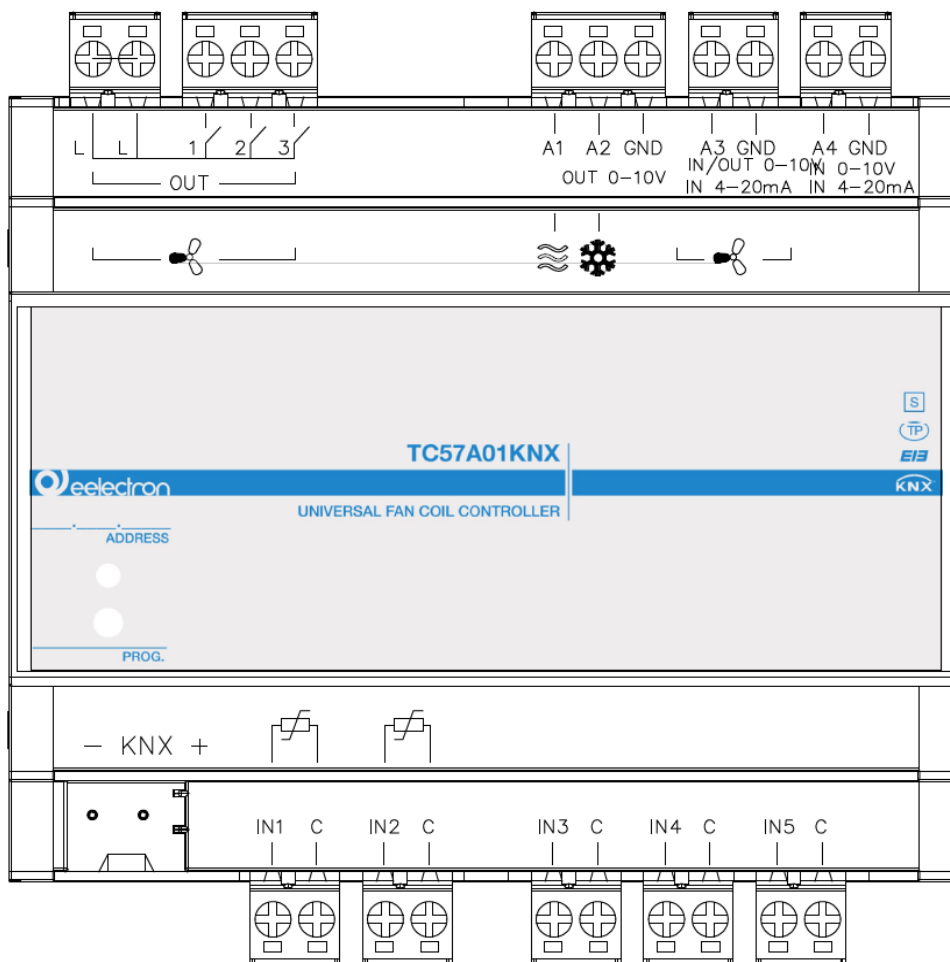 L L 1 2 3
OUT
A1 A2 GND
OUT 0-10V
A3 GND
IN/OUT 0-10V
IN 4-20mA
A4 GND
IN 0-10V
IN 4-20mA
S
TP
EIB
KNX
TC57A01KNX
eelectron
UNIVERSAL FAN COIL CONTROLLER
ADDRESS
PROG.
- KNX +
IN1 C IN2 C IN3 C IN4 C IN5 C